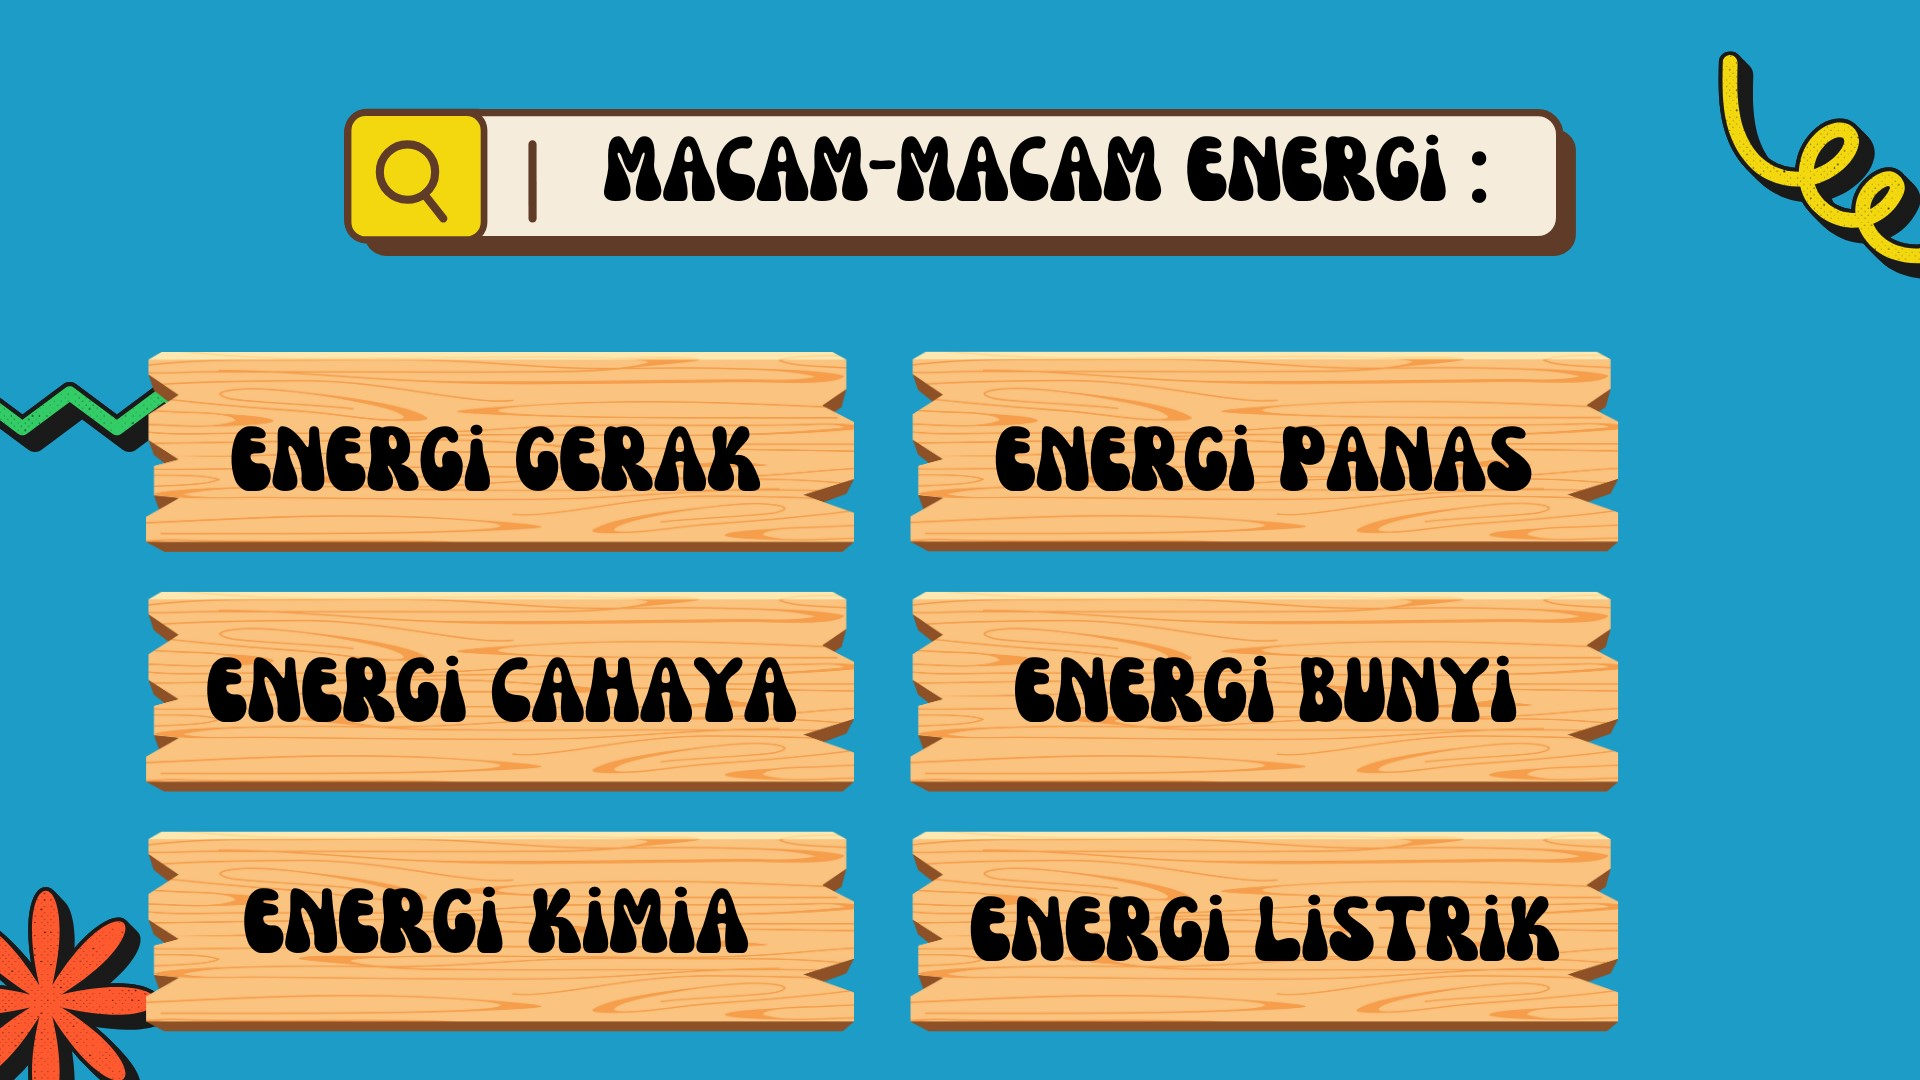 MACAM-MACAM ENERGI :
ENERGI GERAK
ENERGI PANAS
ENERGI CAHAYA
ENERGI BUNYI
ENERGI KIMIA
ENERGI LISTRIK